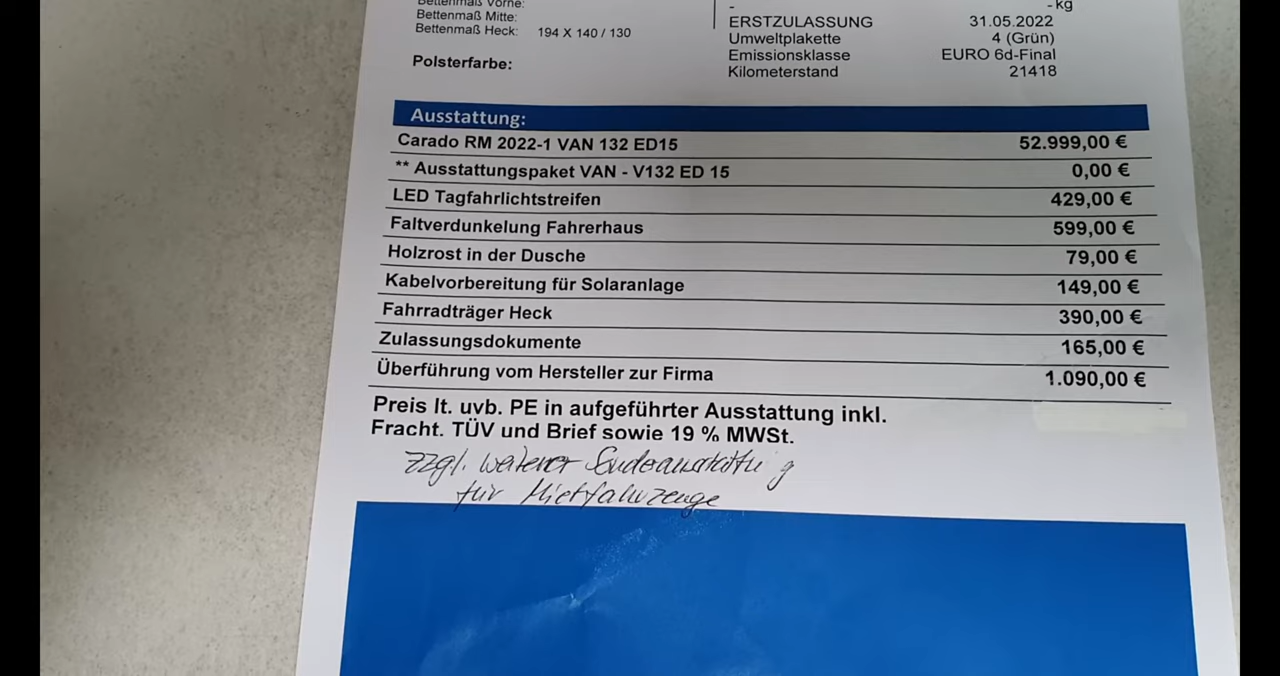 Bettenmaß Vorne:
Bettenmaß Mitte:
Bettenmaß Heck: 194 X 140 / 130
Polsterfarbe:
- - kg
ERSTZULASSUNG 31.05.2022
Umweltplakette 4 (Grün)
Emissionsklasse EURO 6d-Final
Kilometerstand 21418
Ausstattung:
Carado RM 2022-1 VAN 132 ED15 52.999,00 €
** Ausstattungspaket VAN - V132 ED 15 0,00 €
LED Tagfahrlichtstreifen 429,00 €
Faltverdunkelung Fahrerhaus 599,00 €
Holzrost in der Dusche 79,00 €
Kabelvorbereitung für Solaranlage 149,00 €
Fahrradträger Heck 390,00 €
Zulassungsdokumente 165,00 €
Überführung vom Hersteller zur Firma 1.090,00 €
Preis lt. uvb. PE in aufgeführter Ausstattung inkl.
Fracht. TÜV und Brief sowie 19 % MWSt.
zzgl. weiterer
für Mietfahrzeuge